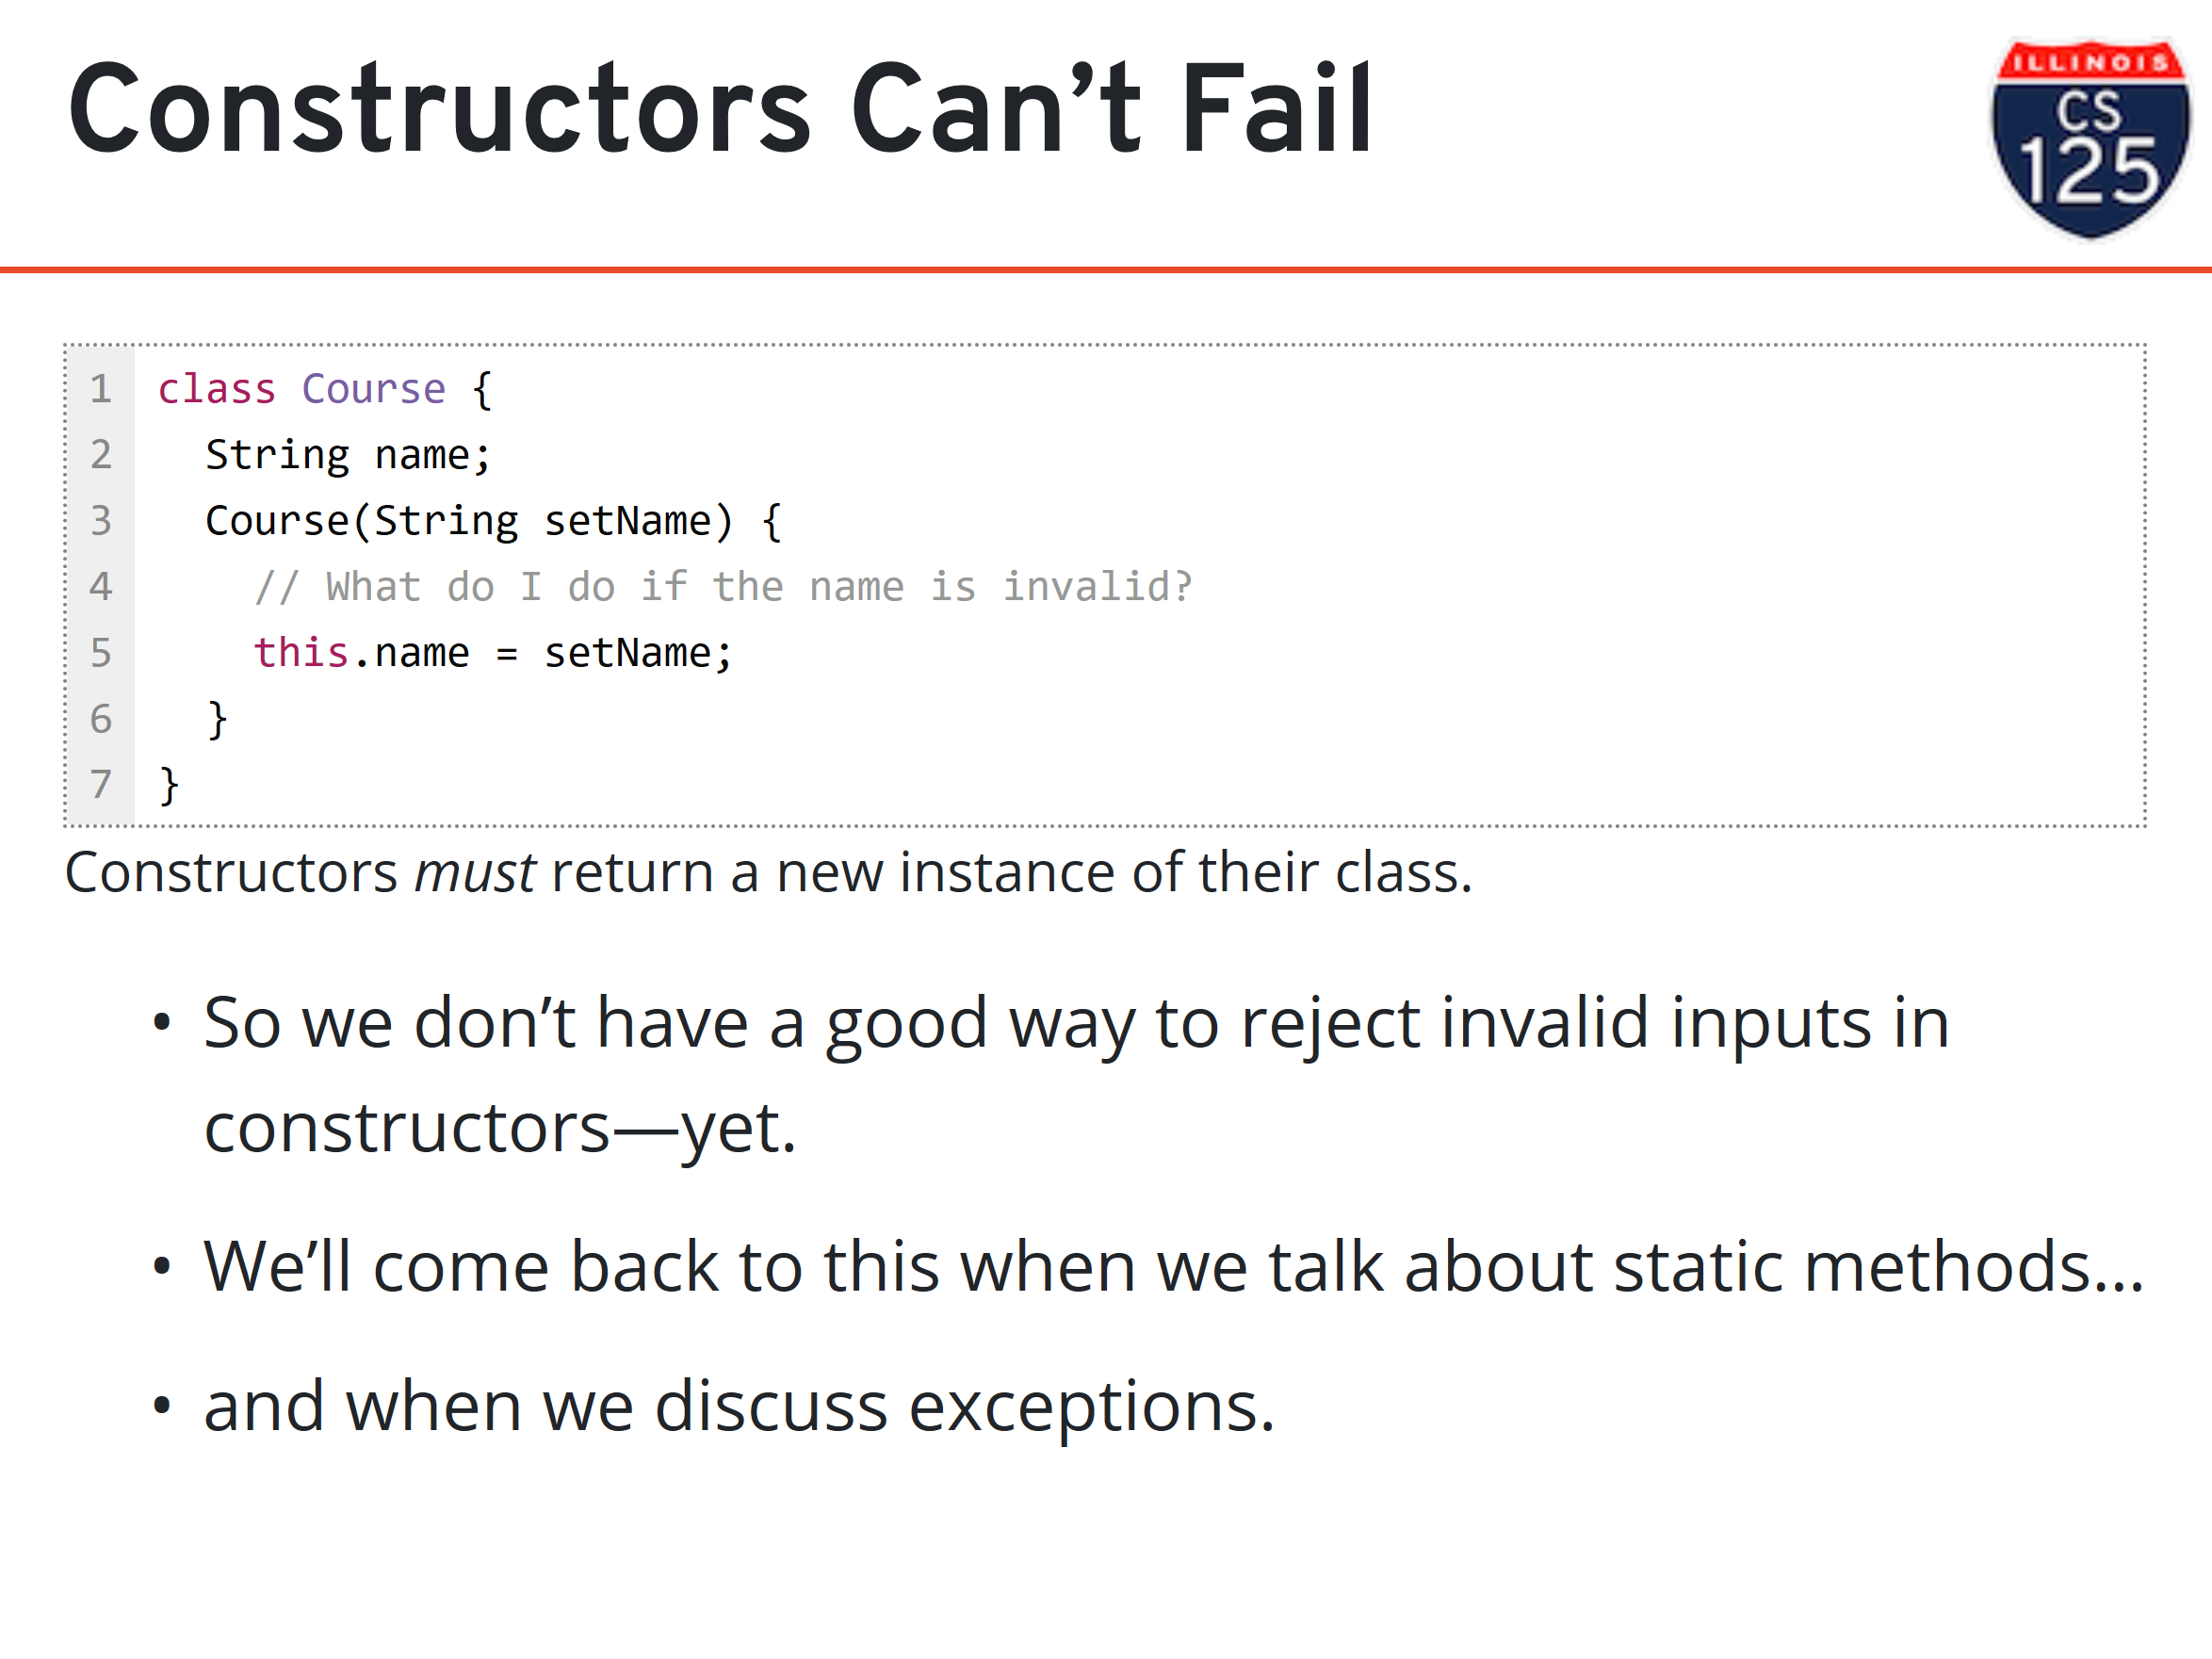 Constructors Can’t Fail
ILLINOIS
CS
125
1 class Course {
2   String name;
3   Course(String setName) {
4     // What do I do if the name is invalid?
5     this.name = setName;
6   }
7 }
Constructors must return a new instance of their class.
• So we don’t have a good way to reject invalid inputs in
constructors—yet.
• We’ll come back to this when we talk about static methods…
• and when we discuss exceptions.